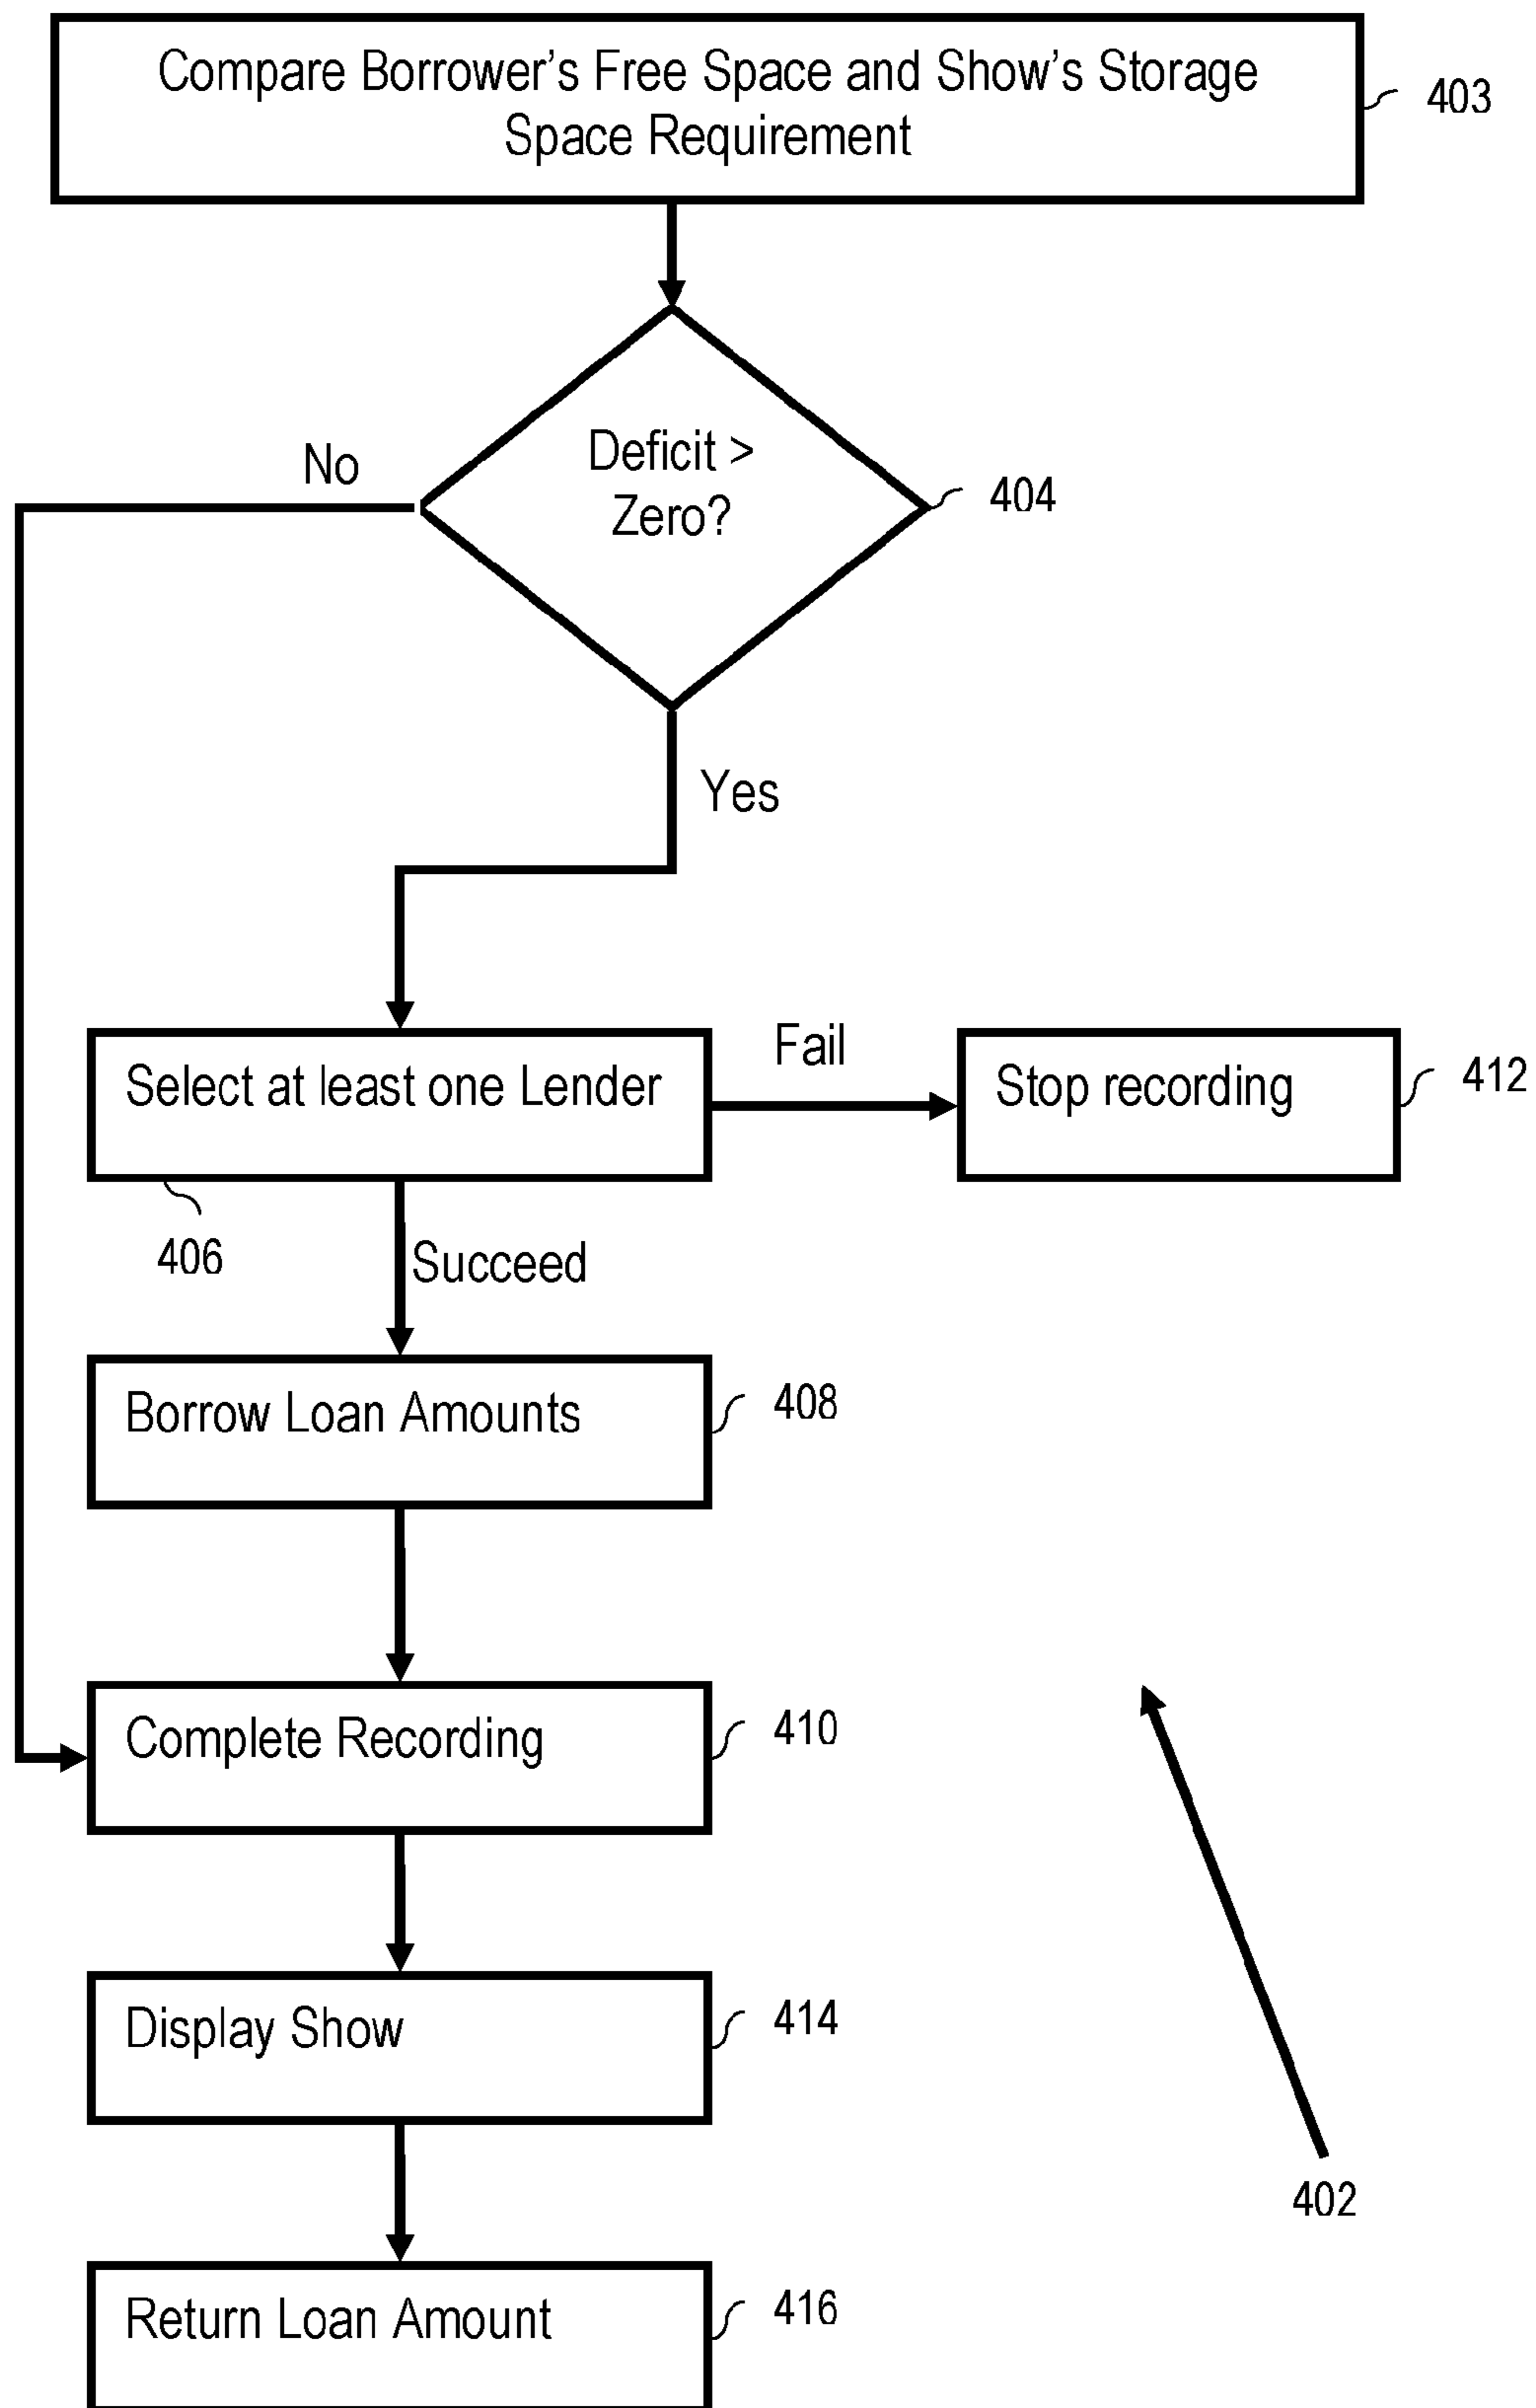 Compare Borrower's Free Space and Show's Storage
Space Requirement
403
Deficit >
Zero?
No
404
Yes
Select at least one Lender
Fail
Stop recording
412
406
Succeed
Borrow Loan Amounts
408
Complete Recording
410
Display Show
414
402
Return Loan Amount
416